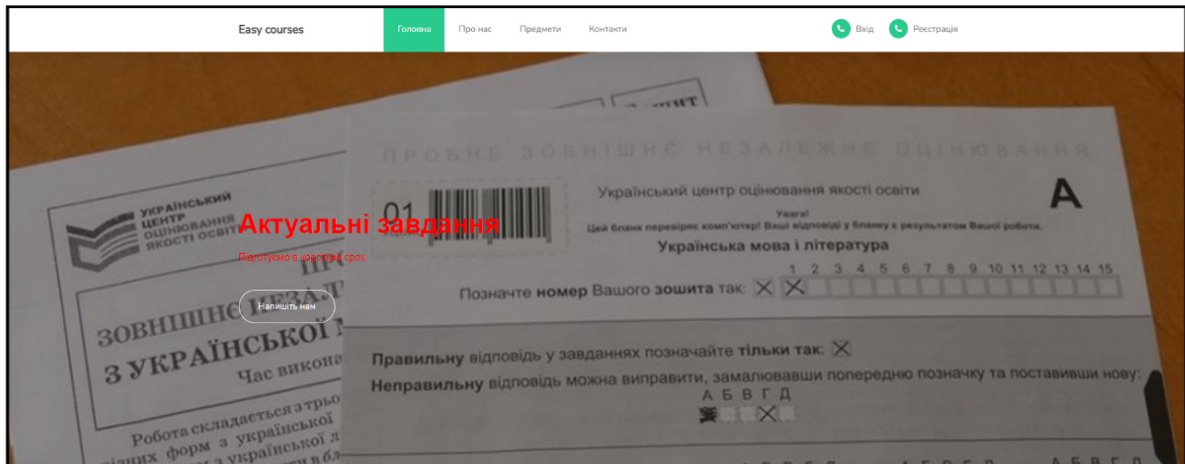 Easy courses
Головна
Про нас
Предмети
Контакти
Вхід
Реєстрація
ПРОБНЕ ЗОВНІШНЄ НЕЗАЛЕЖНЕ ОЦІНЮВАННЯ
УКРАЇНСЬКИЙ
ЦЕНТР
ОЦІНЮВАННЯ
ЯКОСТІ ОСВІТИ
01
Український центр оцінювання якості освіти
А
Увага!
Цей бланк перевіряє комп'ютер! Ваші відповіді у бланку є результатом Вашої роботи.
Українська мова і література
Актуальні завдання
Підготуємо в короткий срок
Напишіть нам
1 2 3 4 5 6 7 8 9 10 11 12 13 14 15
Позначте номер Вашого зошита так:
ЗОВНІШНЄ
З УКРАЇНСЬКОЇ
Час
Робота складається з
форм з української
Правильну відповідь у завданнях позначайте тільки так:
Неправильну відповідь можна виправити, замалювавши попередню позначку та поставивши нову:
А Б В Г Д
А Б В Г Д